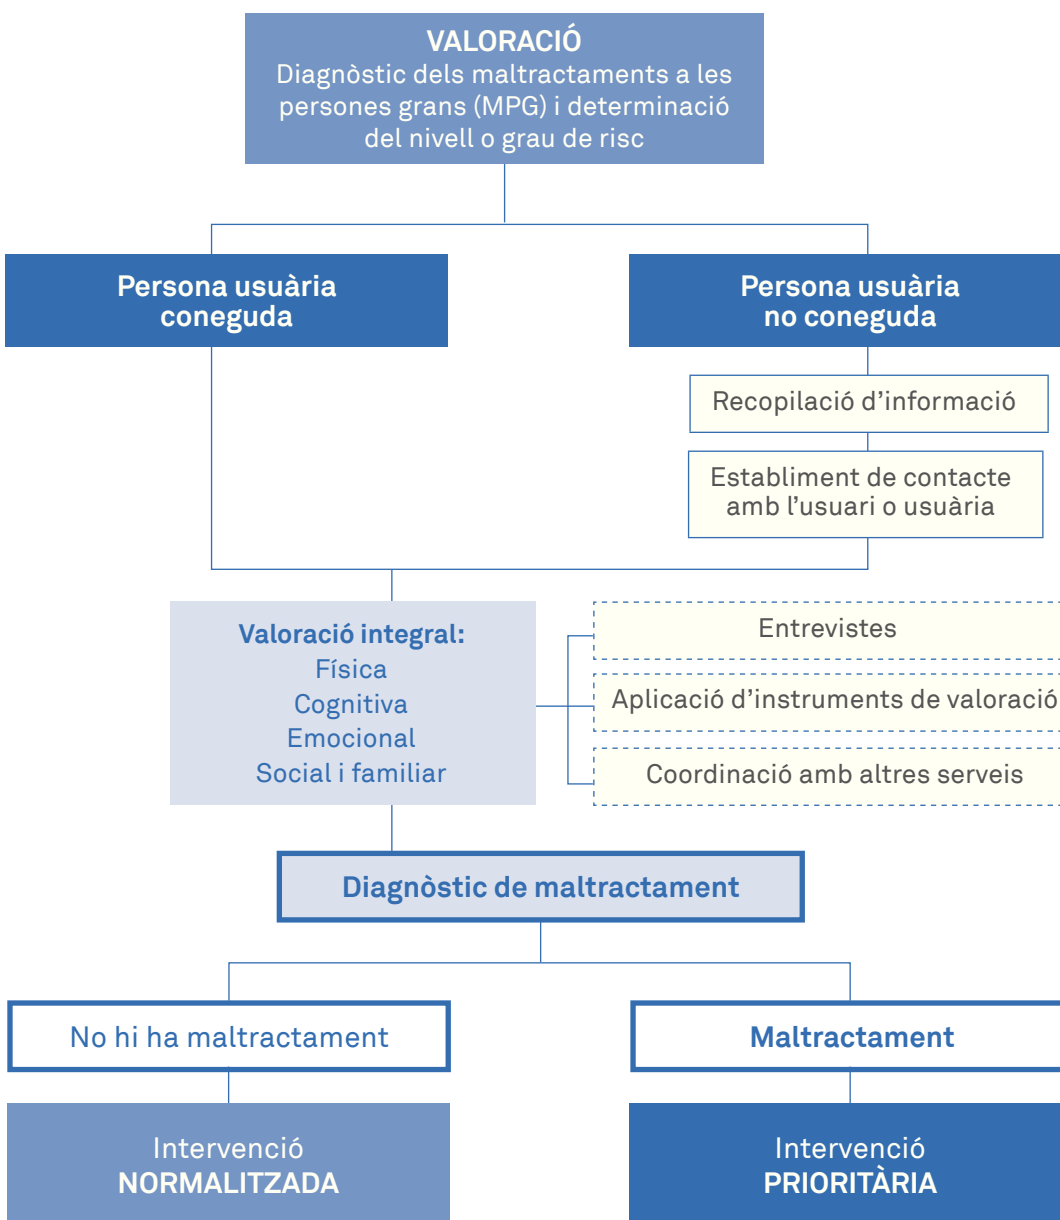 VALORACIÓ
Diagnòstic dels maltractaments a les
persones grans (MPG) i determinació
del nivell o grau de risc
Persona usuària
coneguda
Persona usuària
no coneguda
Recopilació d’informació
Establiment de contacte
amb l’usuari o usuària
Valoració integral:
Física
Cognitiva
Emocional
Social i familiar
Entrevistes
Aplicació d’instruments de valoració
Coordinació amb altres serveis
Diagnòstic de maltractament
No hi ha maltractament
Maltractament
Intervenció
NORMALITZADA
Intervenció
PRIORITÀRIA